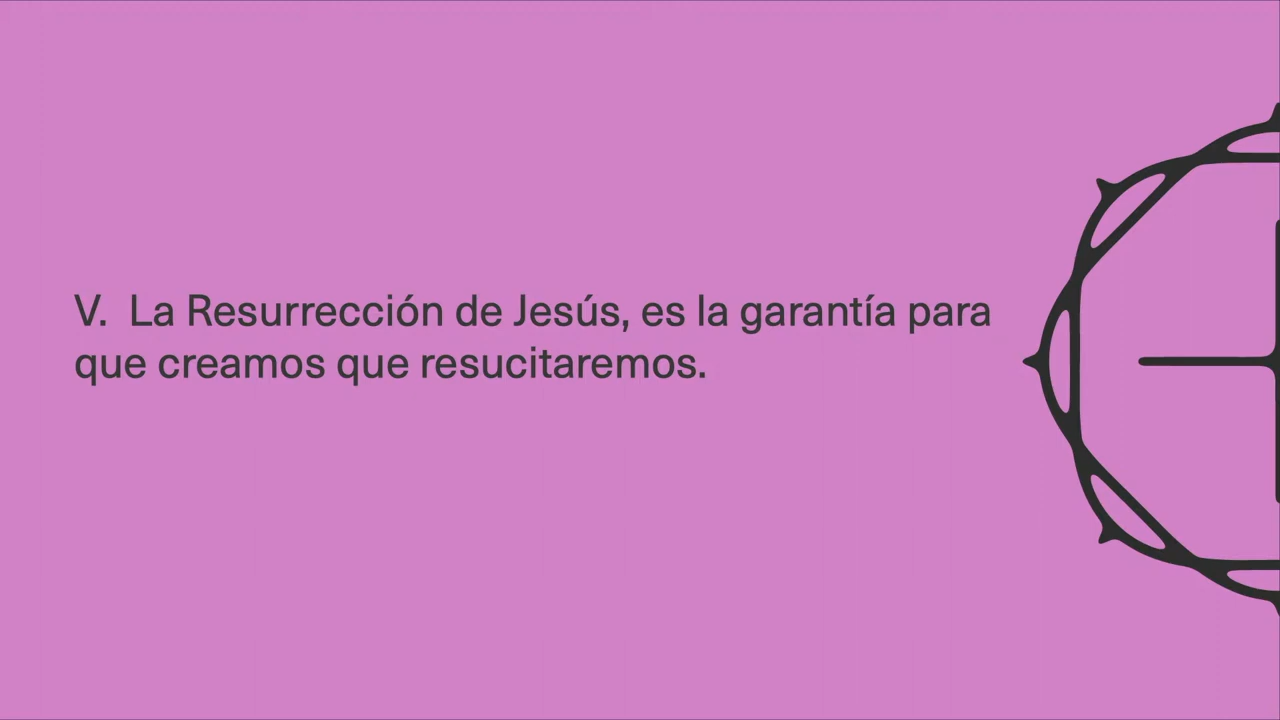 V. La Resurrección de Jesús, es la garantía para
que creamos que resucitaremos.